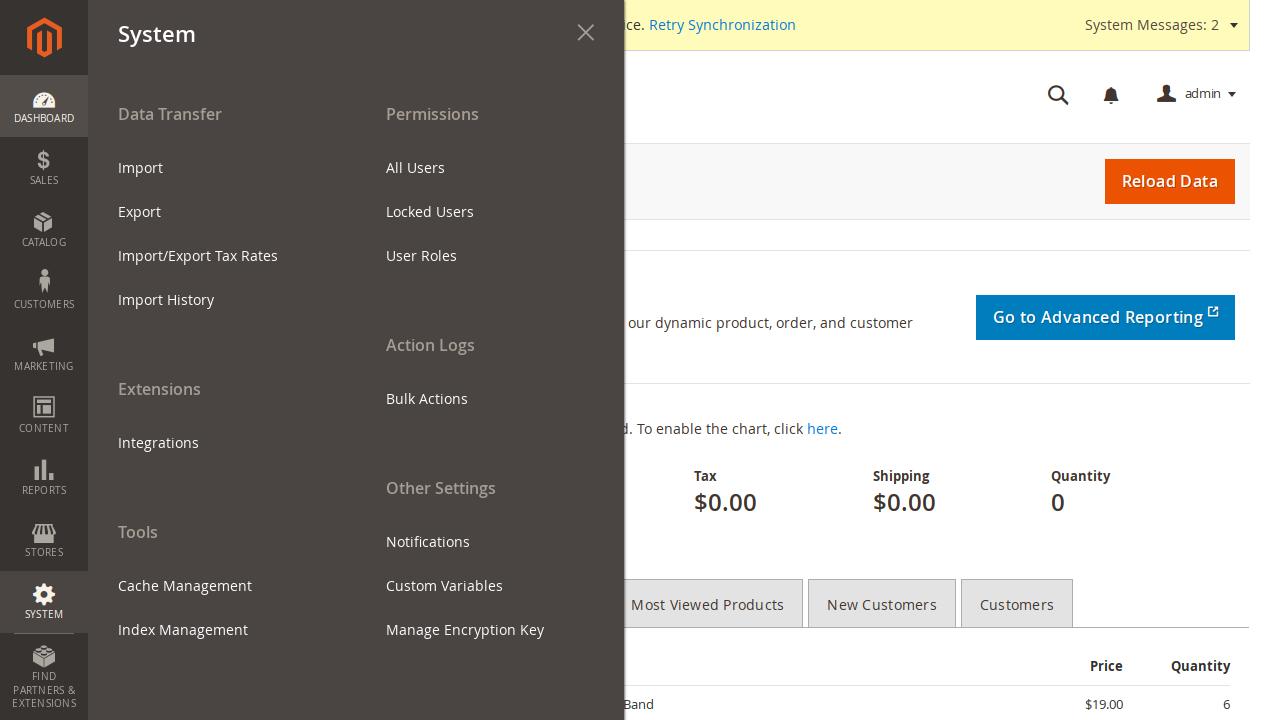 DASHBOARD
SALES
CATALOG
CUSTOMERS
MARKETING
CONTENT
REPORTS
STORES
SYSTEM
FIND
PARTNERS &
EXTENSIONS
System
Data Transfer
Import
Export
Import/Export Tax Rates
Import History
Extensions
Integrations
Tools
Cache Management
Index Management
Permissions
All Users
Locked Users
User Roles
Action Logs
Bulk Actions
Other Settings
Notifications
Custom Variables
Manage Encryption Key
ice. Retry Synchronization
System Messages: 2
admin
Reload Data
our dynamic product, order, and customer
Go to Advanced Reporting
d. To enable the chart, click here.
Tax
$0.00
Shipping
$0.00
Quantity
0
Most Viewed Products
New Customers
Customers
Price
Quantity
Band
$19.00
6